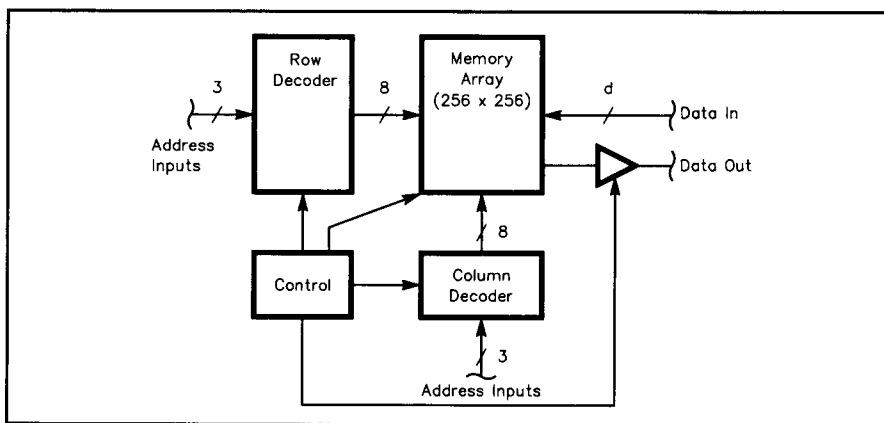 Row
Decoder
Memory
Array
(256 x 256)
3
8
d
Data In
Address
Inputs
Data Out
8
Control
Column
Decoder
3
Address Inputs